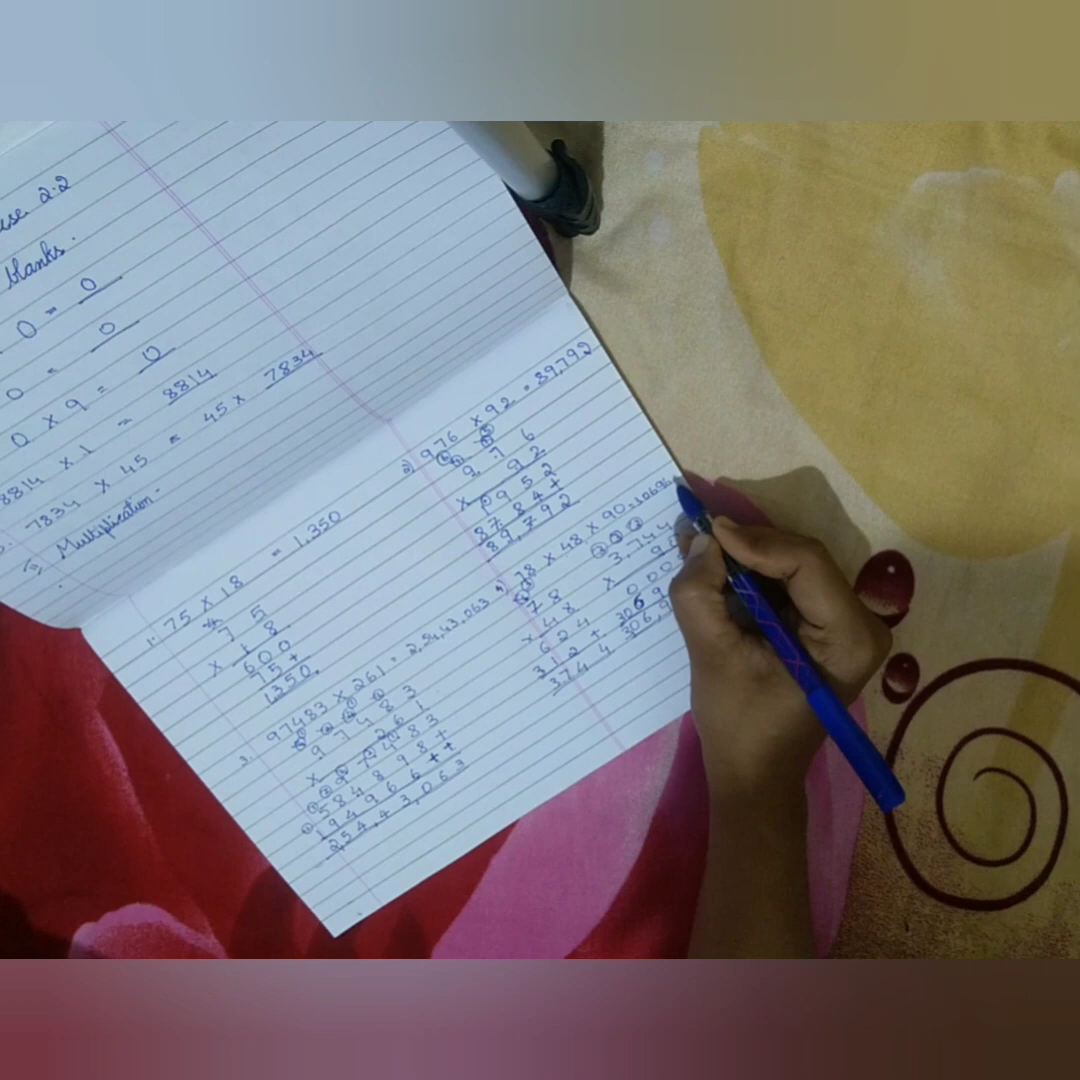 2.2
blanks.
0 = 0
0 = 0
0 × 9 = 0
8814 × 1 = 8814
7834 × 45 = 45 × 7834
Multiplication -
1. 75 × 18 = 1,350
7 5
× 1 8
6 0 0
7 5 +
1 3 5 0.
2) 976 × 92 = 89,792
9 7 6
× 9 2
1 9 5 2
8 7 8 4 +
8 9, 7 9 2
3. 97483 × 261 = 2,54,43,063
9 7 4 8 3
× 2 6 1
9 7 4 8 3
5 8 4 8 9 8 +
1 9 4 9 6 6 + +
2,5 4,4 3,0 6 3
78 × 48 × 90
7 8
× 4 8
6 2 4
3 1 2 +
3 7 4 4
3,7 4 4
×